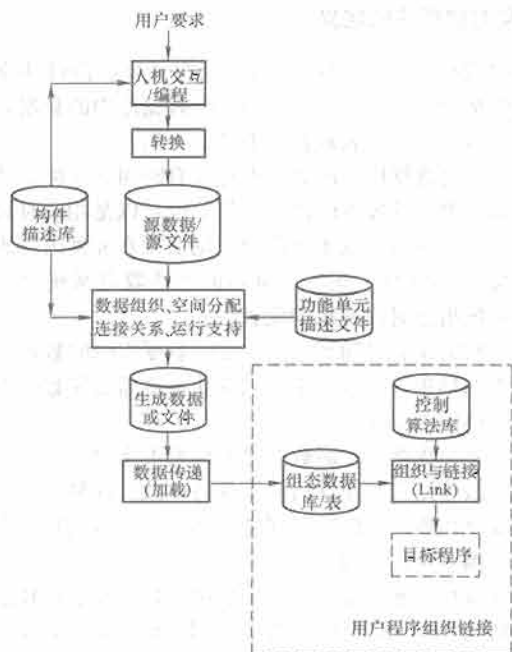 用户要求
人机交互
/编程
转换
构件
描述库
源数据/
源文件
数据组织、空间分配
连接关系、运行支持
功能单元
描述文件
生成数据
或文件
控制
算法库
数据传递
(加载)
组态数据
库/表
组织与链接
(Link)
目标程序
用户程序组织链接